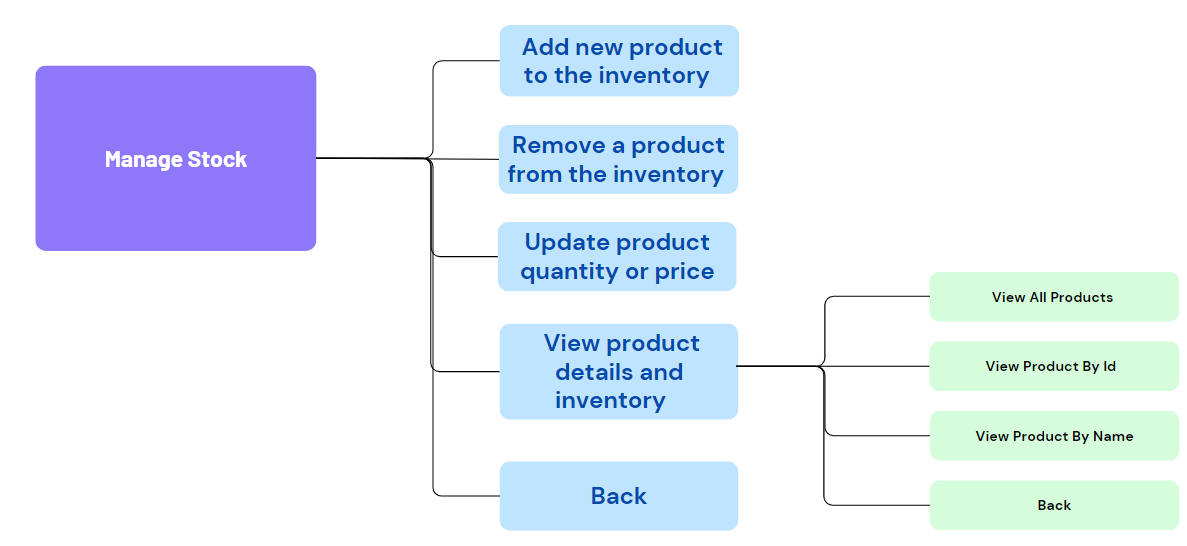 Manage Stock
Add new product
to the inventory
Remove a product
from the inventory
Update product
quantity or price
View product
details and
inventory
Back
View All Products
View Product By Id
View Product By Name
Back